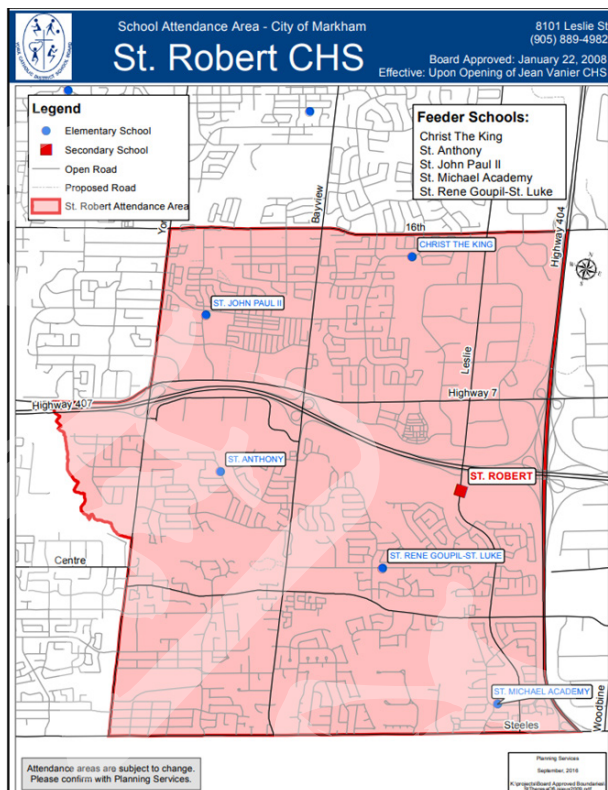 School Attendance Area - City of Markham
St. Robert CHS
8101 Leslie St
(905) 889-4982
Board Approved: January 22, 2008
Effective: Upon Opening of Jean Vanier CHS
Legend
Elementary School
Secondary School
Open Road
Proposed Road
St. Robert Attendance Area
Feeder Schools:
Christ The King
St. Anthony
St. John Paul II
St. Michael Academy
St. Rene Goupil-St. Luke
Bayview
16th
Highway 404
CHRIST THE KING
ST. JOHN PAUL II
Leslie
Highway 7
Highway 407
ST. ANTHONY
ST. ROBERT
Centre
ST. RENE GOUPIL-ST. LUKE
ST. MICHAEL ACADEMY
Steeles
Woodbine
Attendance areas are subject to change.
Please confirm with Planning Services.
Planning Services
September, 2016